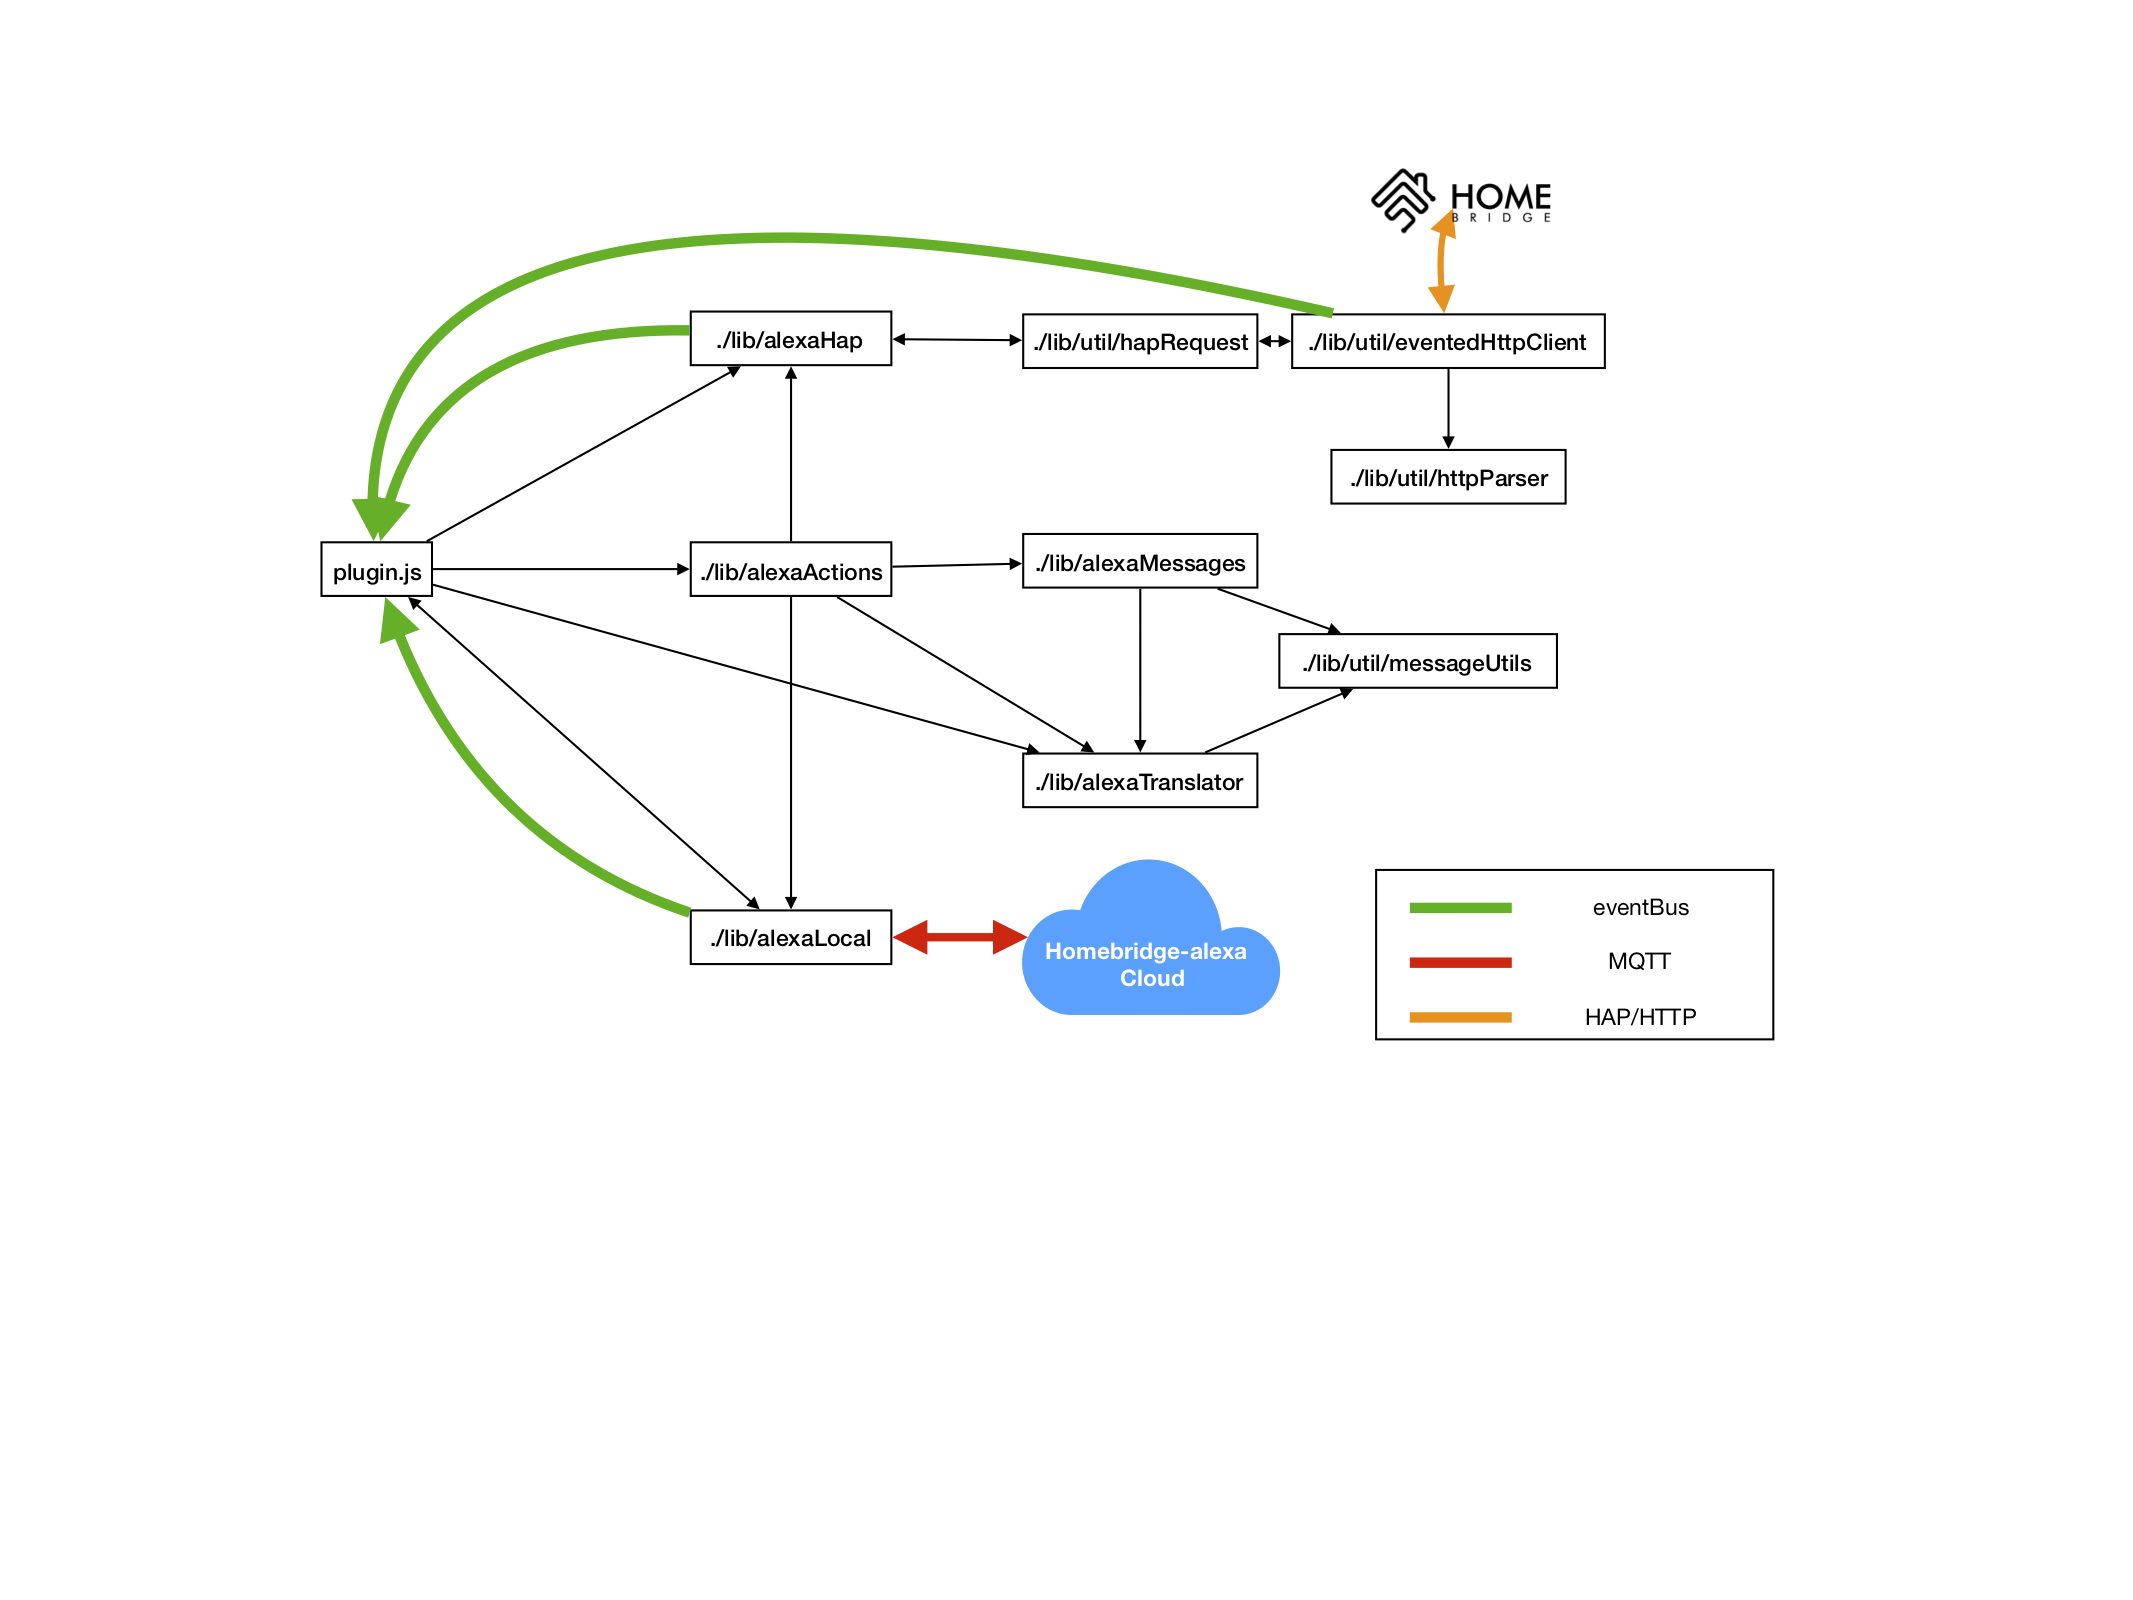 HOME
BRIDGE
./lib/alexaHap
./lib/util/hapRequest
./lib/util/eventedHttpClient
./lib/util/httpParser
plugin.js
./lib/alexaActions
./lib/alexaMessages
./lib/util/messageUtils
./lib/alexaTranslator
./lib/alexaLocal
Homebridge-alexa
Cloud
eventBus
MQTT
HAP/HTTP